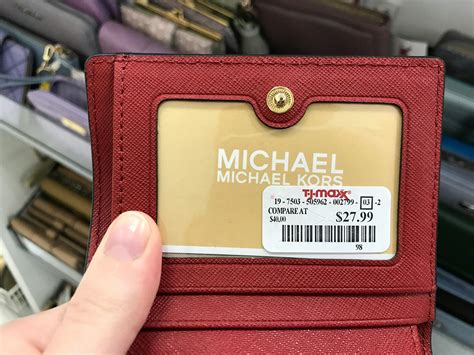 MICHAEL
MICHAEL KORS
T·J·maxx
19 - 7503 - 505962 - 002799 - 03 -2
COMPARE AT
$40.00
$27.99
98